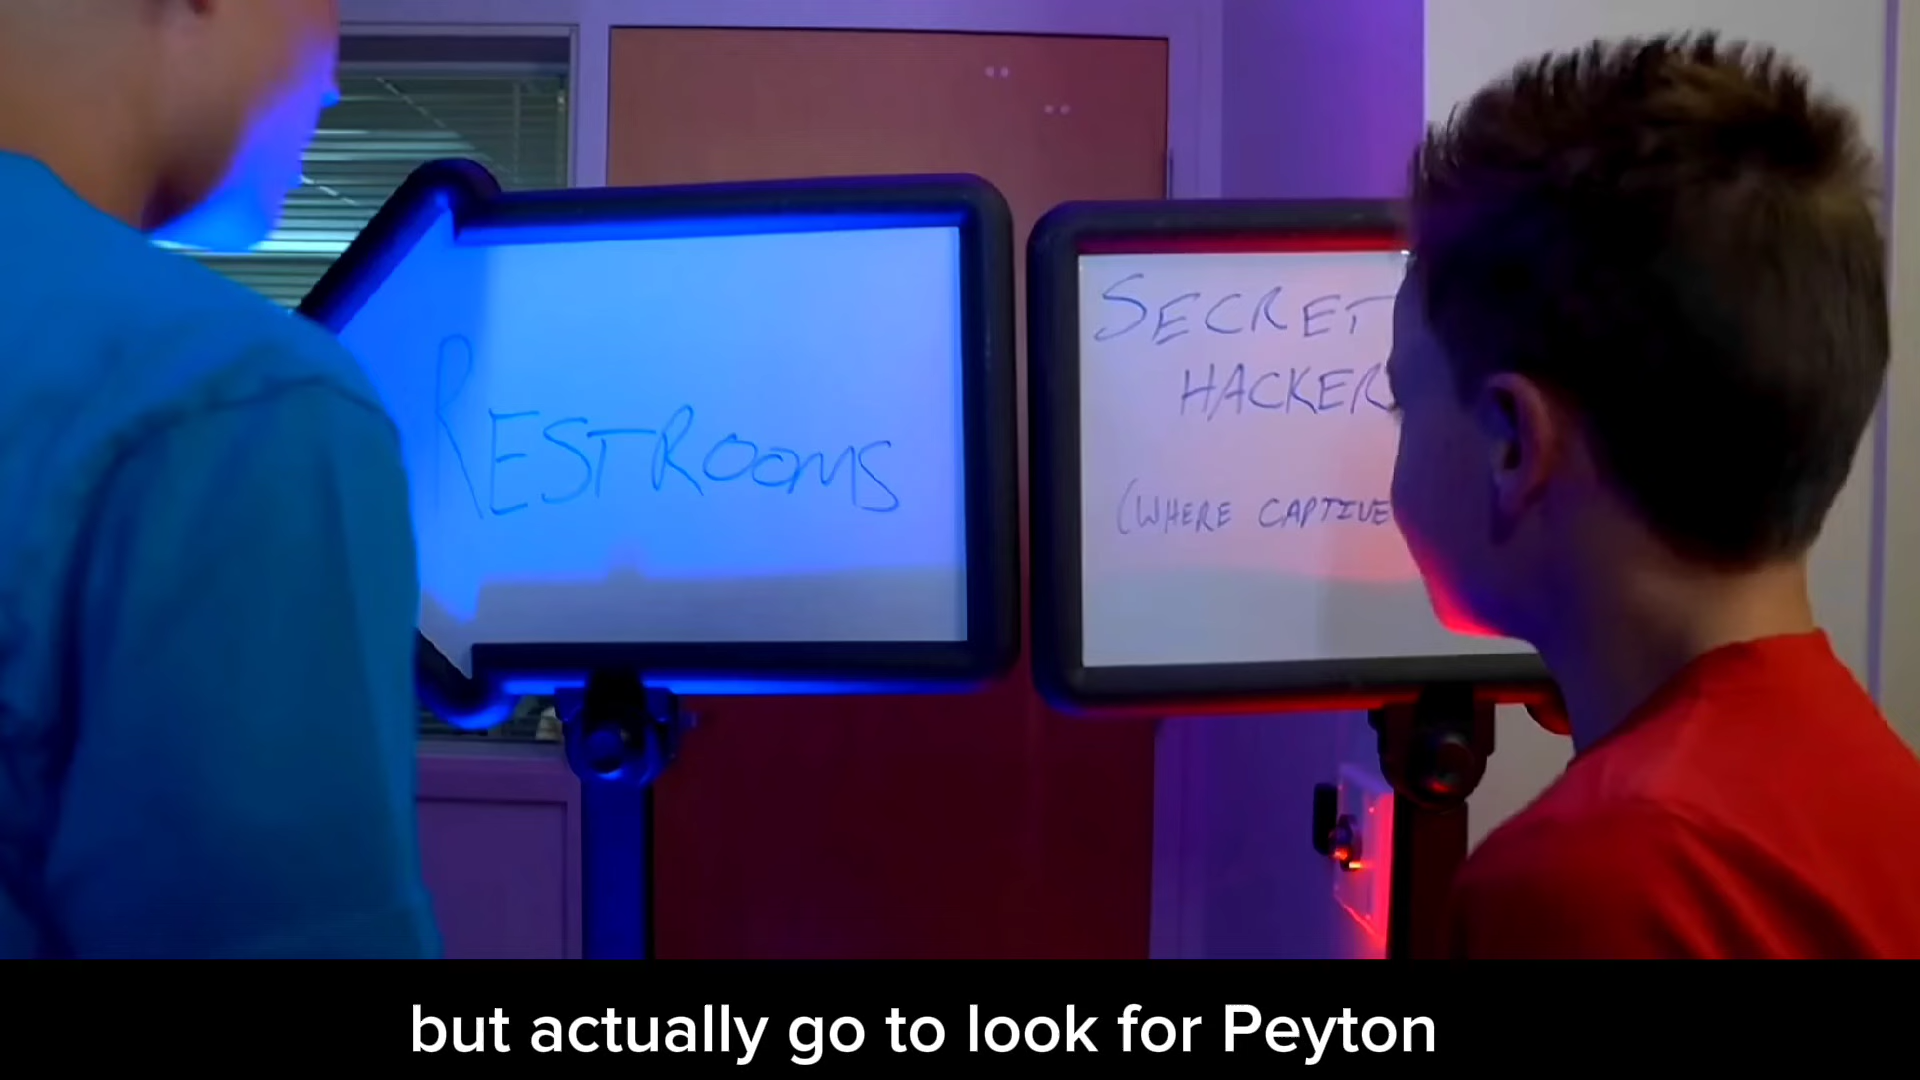 RESTROOMS
SECRET
HACKER
(WHERE CAPTIVE
but actually go to look for Peyton